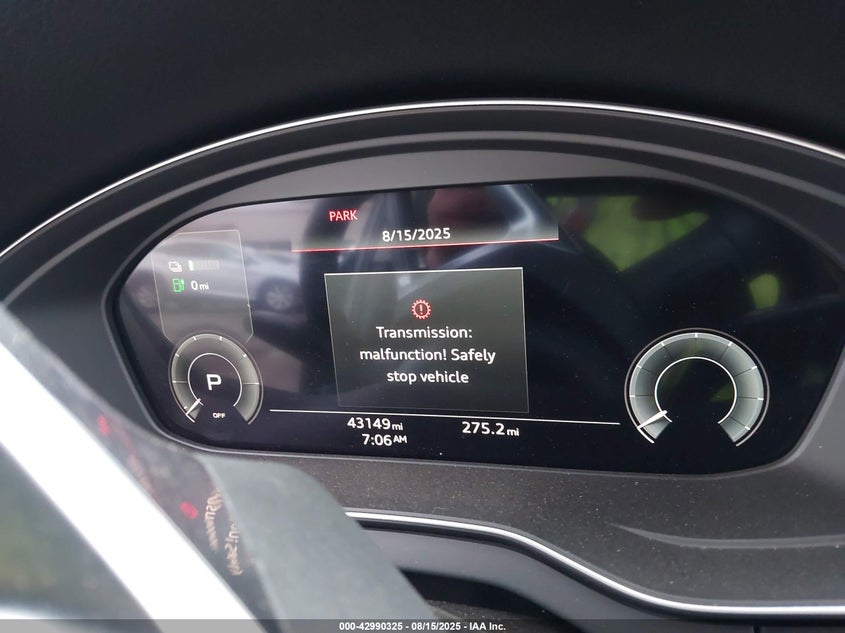 PARK
8/15/2025
0 mi
Transmission:
malfunction! Safely
stop vehicle
P
OFF
43149 mi
275.2 mi
7:06 AM
000-42990325 - 08/15/2025 - IAA Inc.